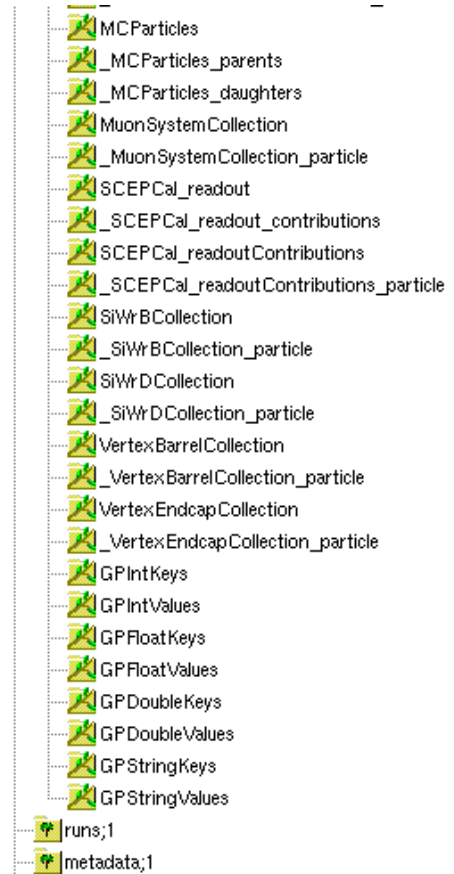 MCParticles
_MCParticles_parents
_MCParticles_daughters
MuonSystemCollection
_MuonSystemCollection_particle
SCEPCal_readout
_SCEPCal_readout_contributions
SCEPCal_readoutContributions
_SCEPCal_readoutContributions_particle
SiWrBCollection
_SiWrBCollection_particle
SiWrDCollection
_SiWrDCollection_particle
VertexBarrelCollection
_VertexBarrelCollection_particle
VertexEndcapCollection
_VertexEndcapCollection_particle
GPIntKeys
GPIntValues
GPFloatKeys
GPFloatValues
GPDoubleKeys
GPDoubleValues
GPStringKeys
GPStringValues
runs;1
metadata;1